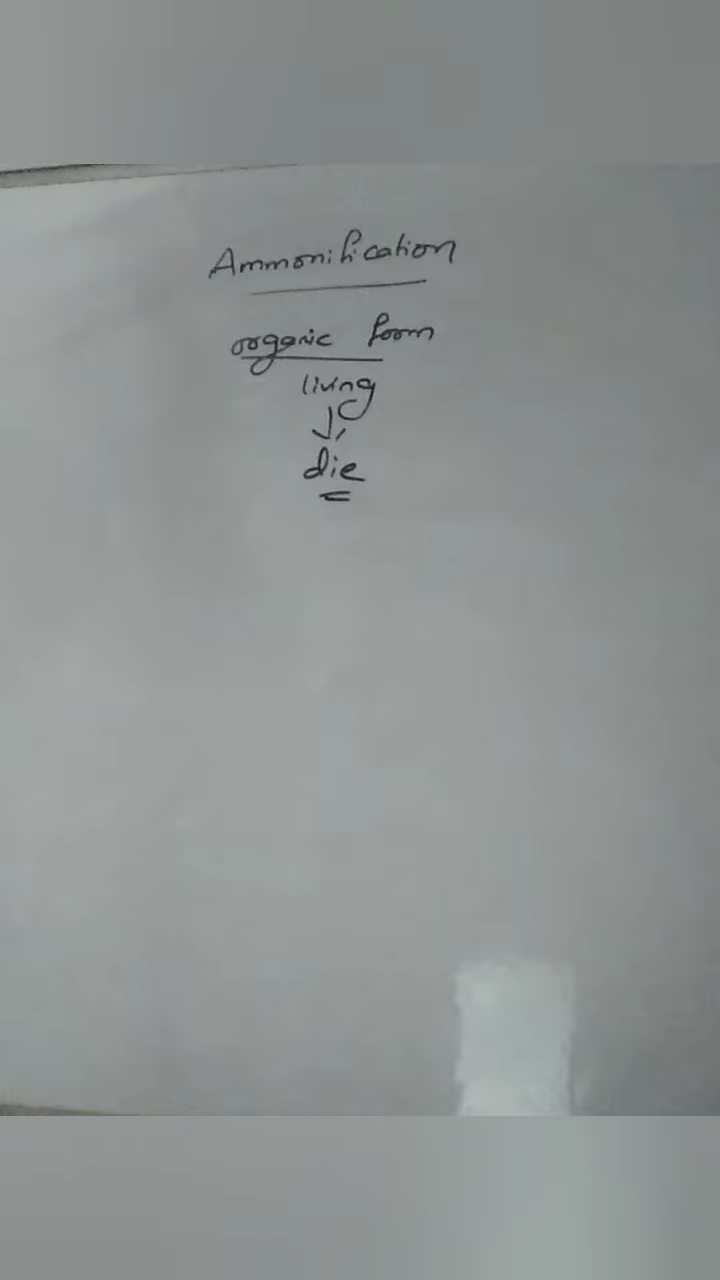 Ammonification
organic form
living
↓
die